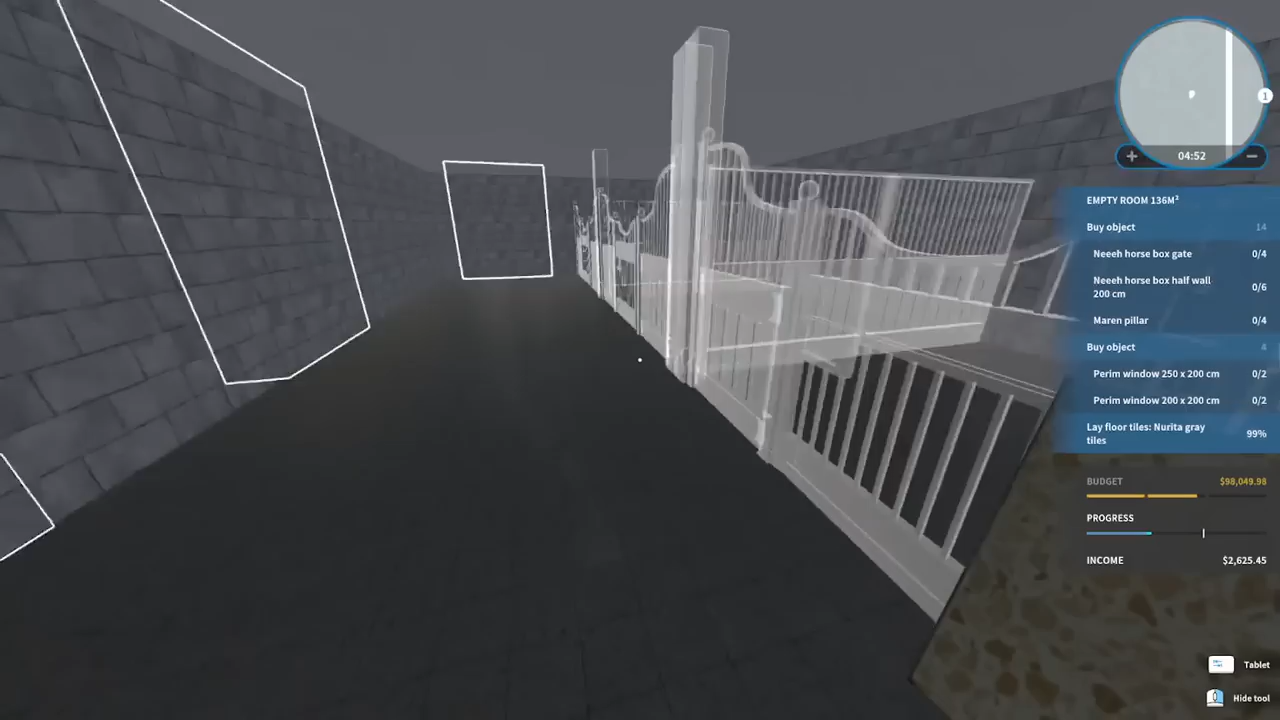 1
04:52
EMPTY ROOM 136M²
Buy object 14
Neeeh horse box gate 0/4
Neeeh horse box half wall 0/6
200 cm
Maren pillar 0/4
Buy object 4
Perim window 250 x 200 cm 0/2
Perim window 200 x 200 cm 0/2
Lay floor tiles: Nurita gray 99%
tiles
BUDGET $98,049.98
PROGRESS
INCOME $2,625.45
Tablet
Hide tool